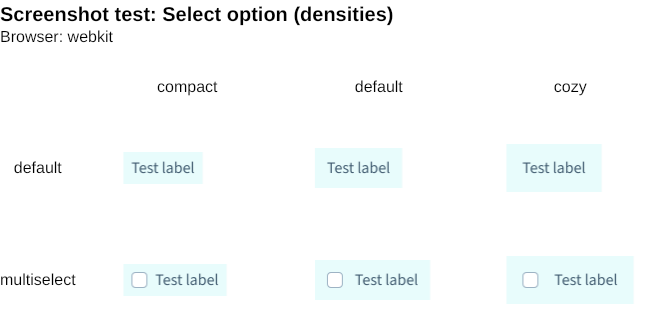 Screenshot test: Select option (densities)
Browser: webkit
compact default cozy
default Test label Test label Test label
multiselect Test label Test label Test label